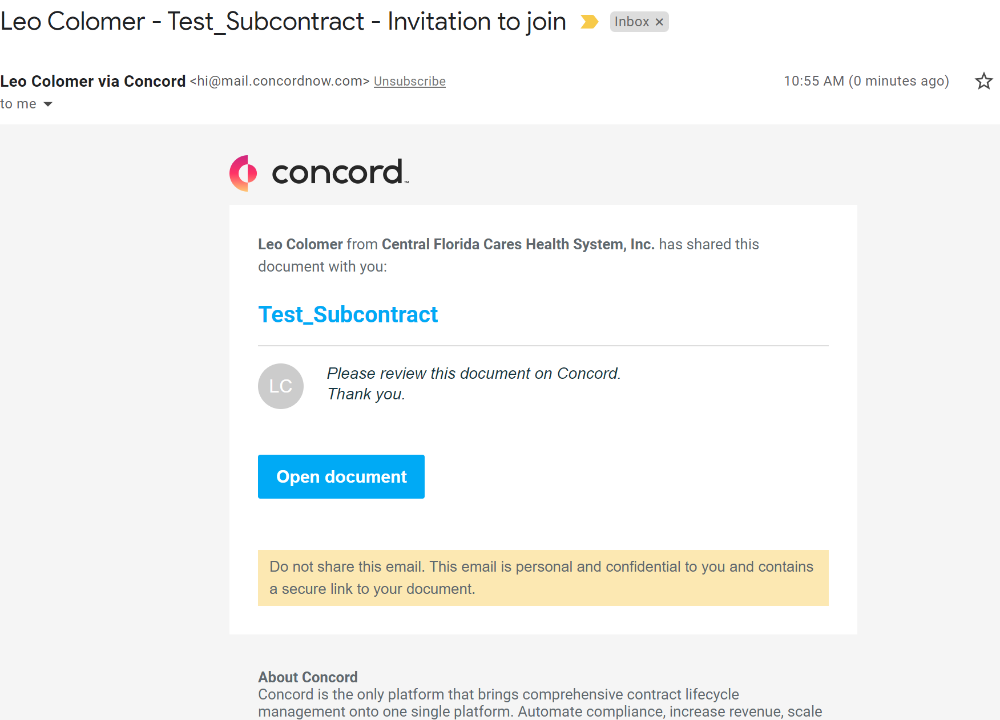 Leo Colomer - Test_Subcontract - Invitation to join Inbox ×
Leo Colomer via Concord <hi@mail.concordnow.com> Unsubscribe 10:55 AM (0 minutes ago)
to me
concord™
Leo Colomer from Central Florida Cares Health System, Inc. has shared this
document with you:
Test_Subcontract
LC
Please review this document on Concord.
Thank you.
Open document
Do not share this email. This email is personal and confidential to you and contains
a secure link to your document.
About Concord
Concord is the only platform that brings comprehensive contract lifecycle
management onto one single platform. Automate compliance, increase revenue, scale